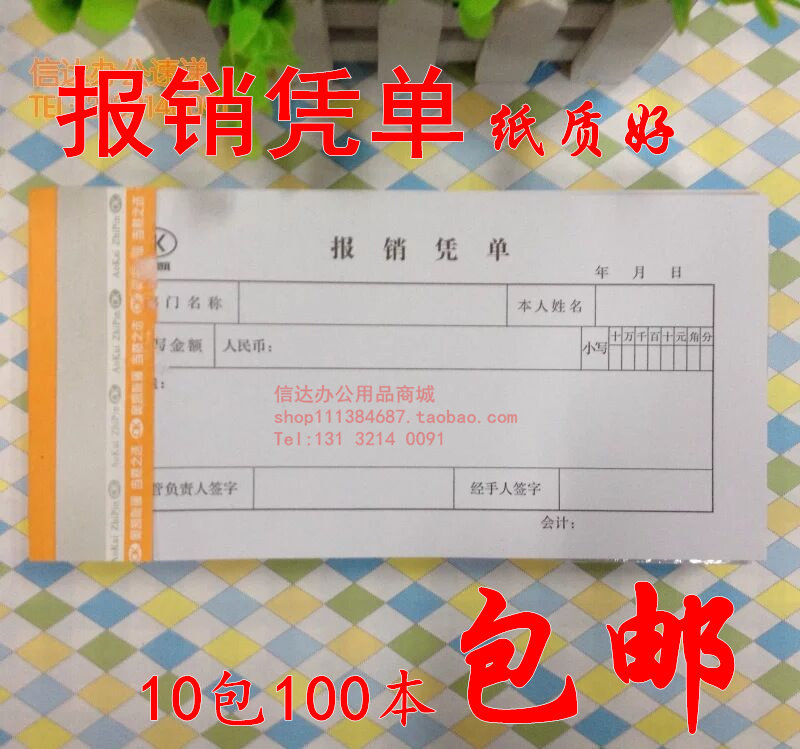 信达办公速递
报销凭单 纸质好
报 销 凭 单
年 月 日
部门名称 本人姓名
写金额 人民币: 小写 十万千百十元角分
信达办公用品商城
shop111384687.taobao.com
Tel:131 3214 0091
管负责人签字 经手人签字
会计:
AoKai ZhiPin
10包100本 包邮